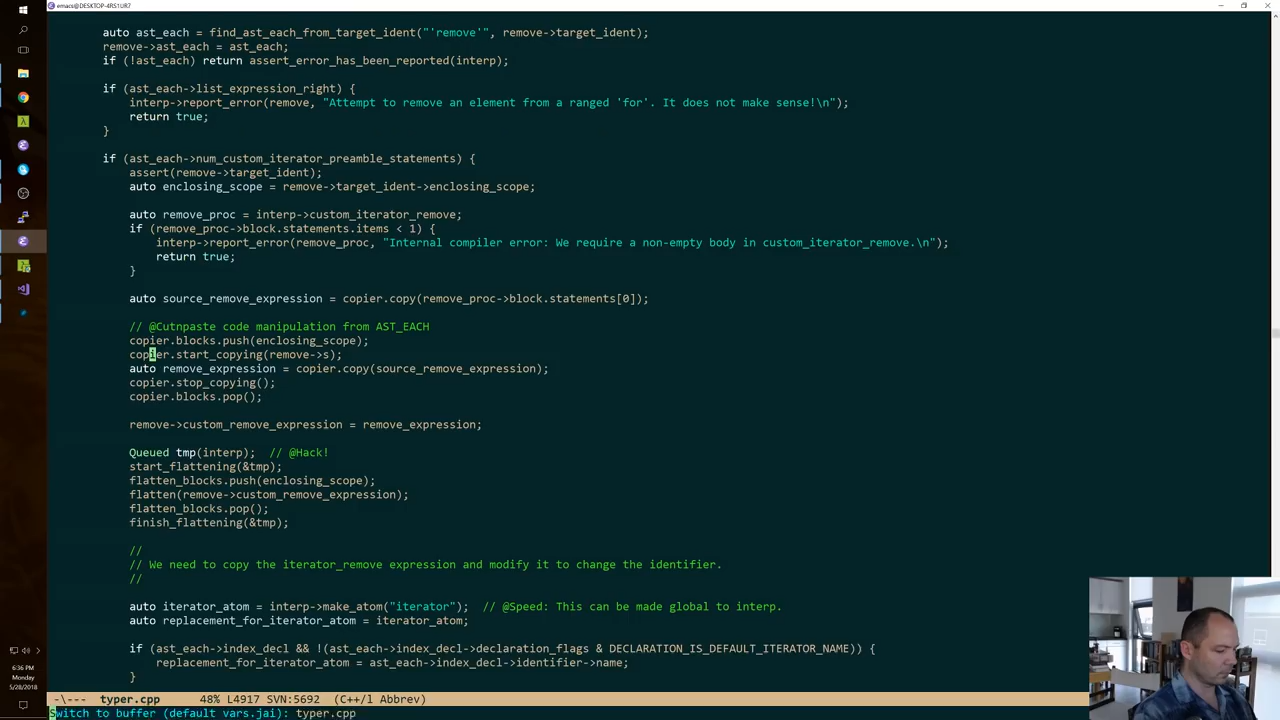 emacs@DESKTOP-4RS1UR7
auto ast_each = find_ast_each_from_target_ident("'remove'", remove->target_ident);
remove->ast_each = ast_each;
if (!ast_each) return assert_error_has_been_reported(interp);
if (ast_each->list_expression_right) {
interp->report_error(remove, "Attempt to remove an element from a ranged 'for'. It does not make sense!\n");
return true;
}
if (ast_each->num_custom_iterator_preamble_statements) {
assert(remove->target_ident);
auto enclosing_scope = remove->target_ident->enclosing_scope;
auto remove_proc = interp->custom_iterator_remove;
if (remove_proc->block.statements.items < 1) {
interp->report_error(remove_proc, "Internal compiler error: We require a non-empty body in custom_iterator_remove.\n");
return true;
}
auto source_remove_expression = copier.copy(remove_proc->block.statements[0]);
// @Cutnpaste code manipulation from AST_EACH
copier.blocks.push(enclosing_scope);
copier.start_copying(remove->s);
auto remove_expression = copier.copy(source_remove_expression);
copier.stop_copying();
copier.blocks.pop();
remove->custom_remove_expression = remove_expression;
Queued tmp(interp);  // @Hack!
start_flattening(&tmp);
flatten_blocks.push(enclosing_scope);
flatten(remove->custom_remove_expression);
flatten_blocks.pop();
finish_flattening(&tmp);
//
// We need to copy the iterator_remove expression and modify it to change the identifier.
//
auto iterator_atom = interp->make_atom("iterator");  // @Speed: This can be made global to interp.
auto replacement_for_iterator_atom = iterator_atom;
if (ast_each->index_decl && !(ast_each->index_decl->declaration_flags & DECLARATION_IS_DEFAULT_ITERATOR_NAME)) {
replacement_for_iterator_atom = ast_each->index_decl->identifier->name;
}
6:36 PM
Monday
5/28/2018
-\--- typer.cpp 48% L4917 SVN:5692 (C++/l Abbrev)
Switch to buffer (default vars.jai): typer.cpp